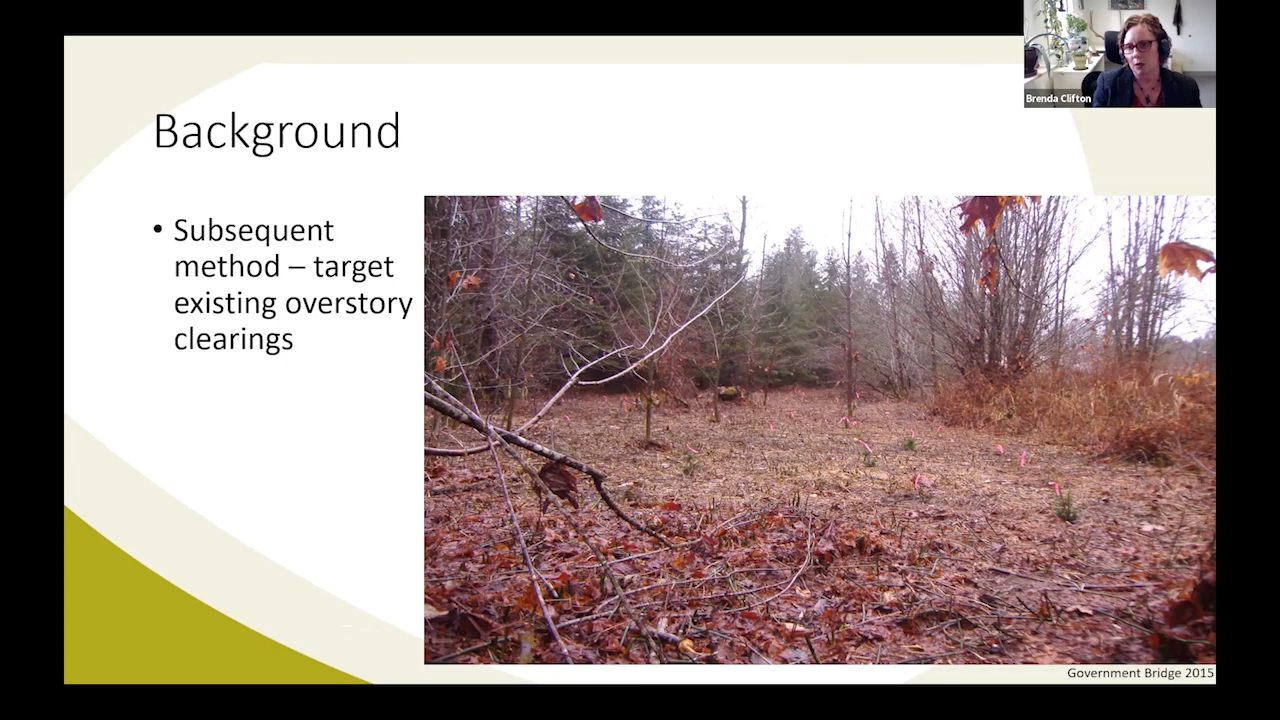 Brenda Clifton
Background
• Subsequent
method – target
existing overstory
clearings
Government Bridge 2015